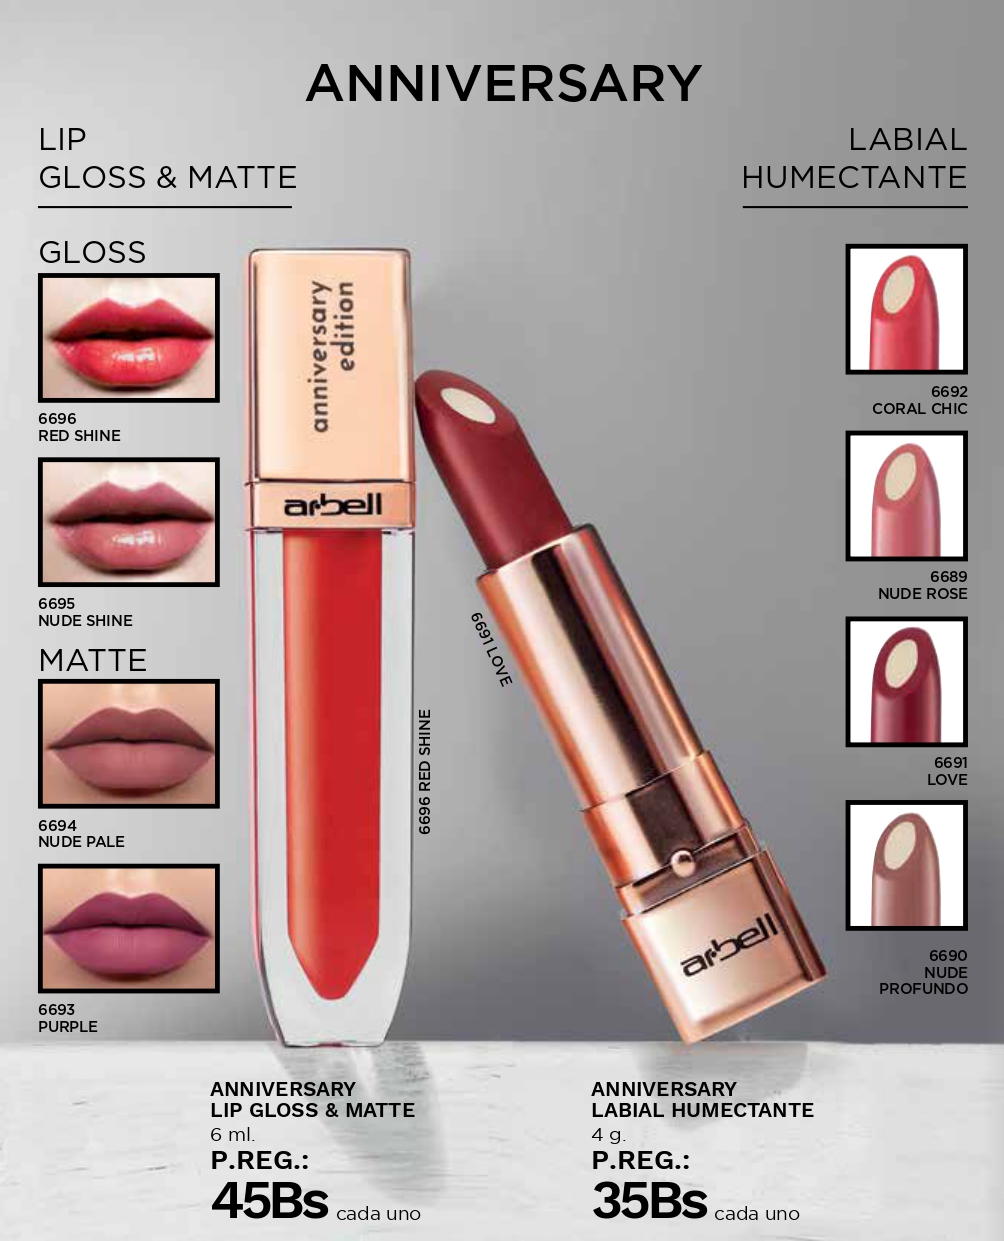 ANNIVERSARY
LIP
GLOSS & MATTE
LABIAL
HUMECTANTE
GLOSS
6696
RED SHINE
6695
NUDE SHINE
MATTE
6694
NUDE PALE
6693
PURPLE
anniversary
edition
arbell
6696 RED SHINE
6691 LOVE
arbell
6692
CORAL CHIC
6689
NUDE ROSE
6691
LOVE
6690
NUDE
PROFUNDO
ANNIVERSARY
LIP GLOSS & MATTE
6 ml.
P.REG.:
45Bs cada uno
ANNIVERSARY
LABIAL HUMECTANTE
4 g.
P.REG.:
35Bs cada uno